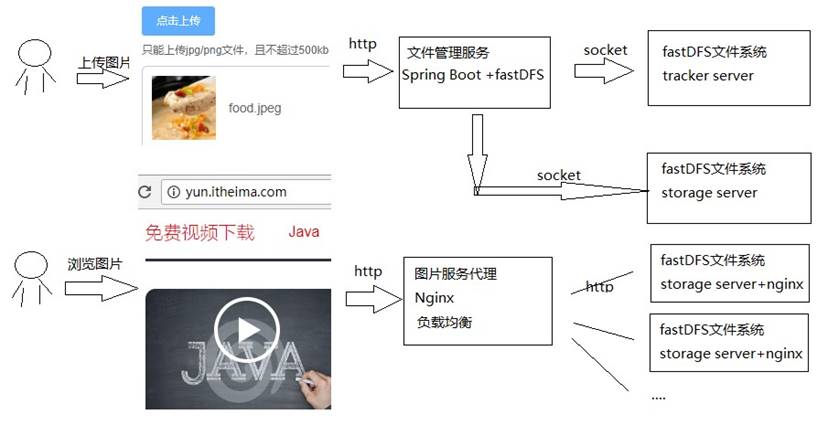 点击上传
只能上传jpg/png文件，且不超过500kb
上传图片
food.jpeg
http
文件管理服务
Spring Boot +fastDFS
socket
fastDFS文件系统
tracker server
socket
fastDFS文件系统
storage server
yun.itheima.com
免费视频下载
Java
浏览图片
JAVA
http
图片服务代理
Nginx
负载均衡
http
fastDFS文件系统
storage server+nginx
fastDFS文件系统
storage server+nginx
....